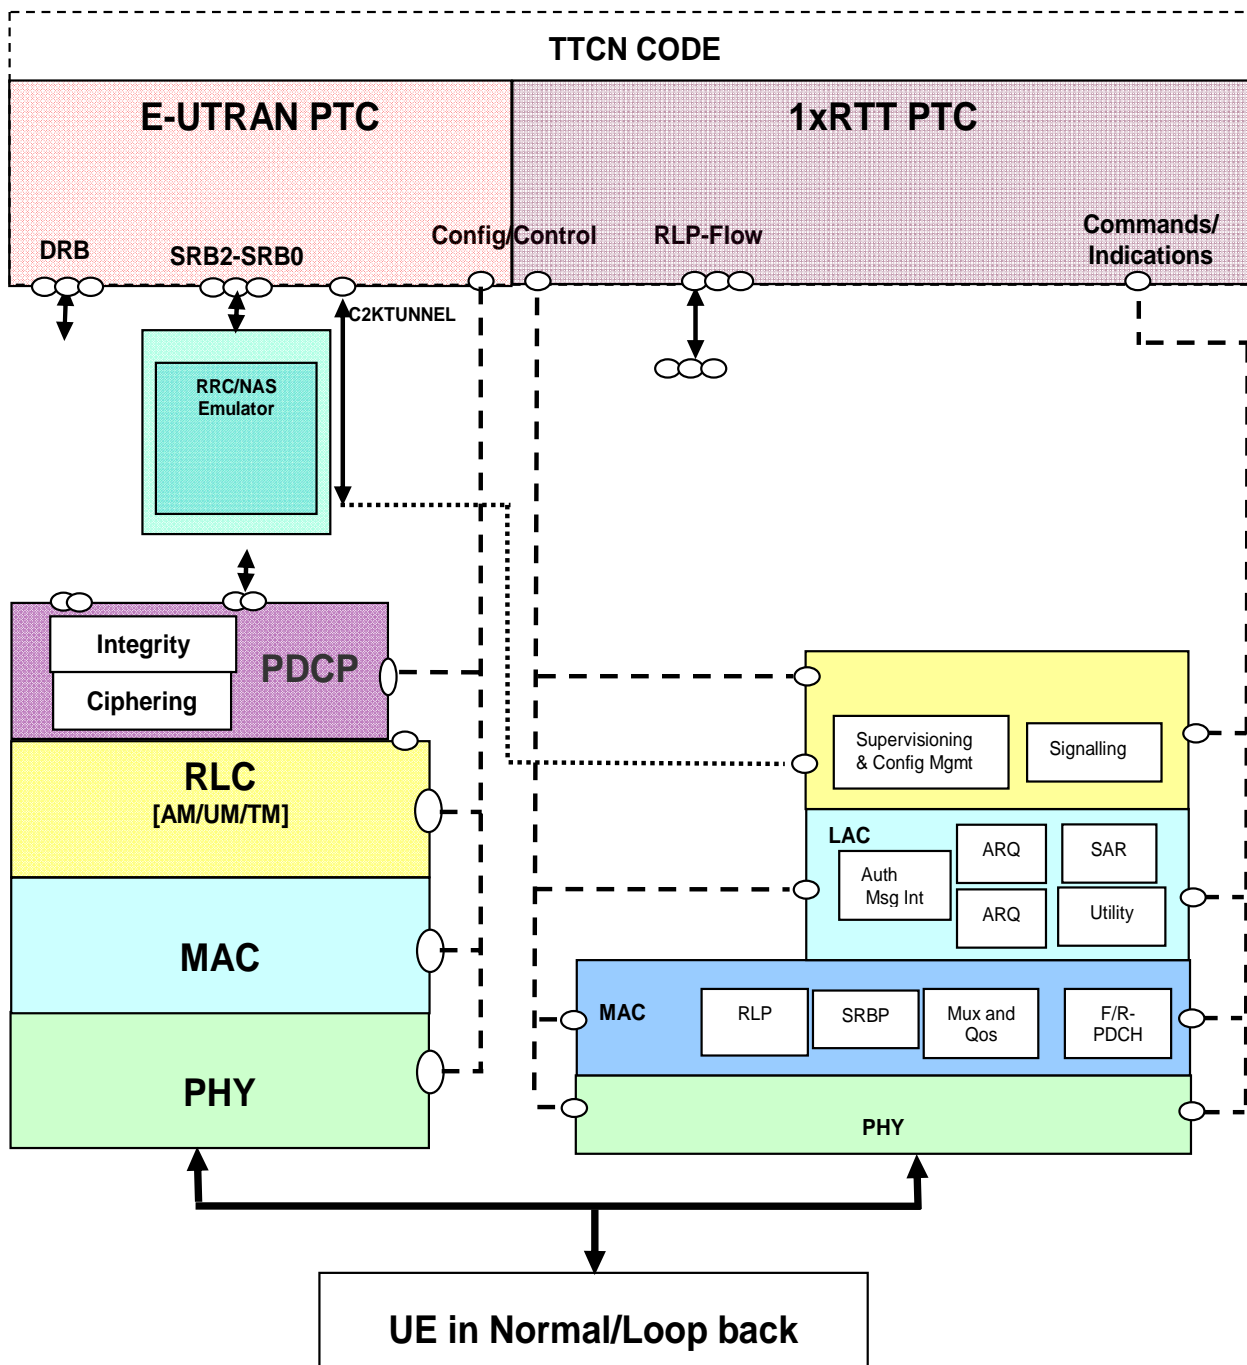 TTCN CODE
E-UTRAN PTC
1xRTT PTC
DRB
SRB2-SRB0
Config/Control
RLP-Flow
Commands/
Indications
C2KTUNNEL
RRC/NAS
Emulator
Integrity
Ciphering
PDCP
RLC
[AM/UM/TM]
MAC
PHY
Supervisioning
& Config Mgmt
Signalling
LAC
Auth
Msg Int
ARQ
SAR
ARQ
Utility
MAC
RLP
SRBP
Mux and
Qos
F/R-
PDCH
PHY
UE in Normal/Loop back